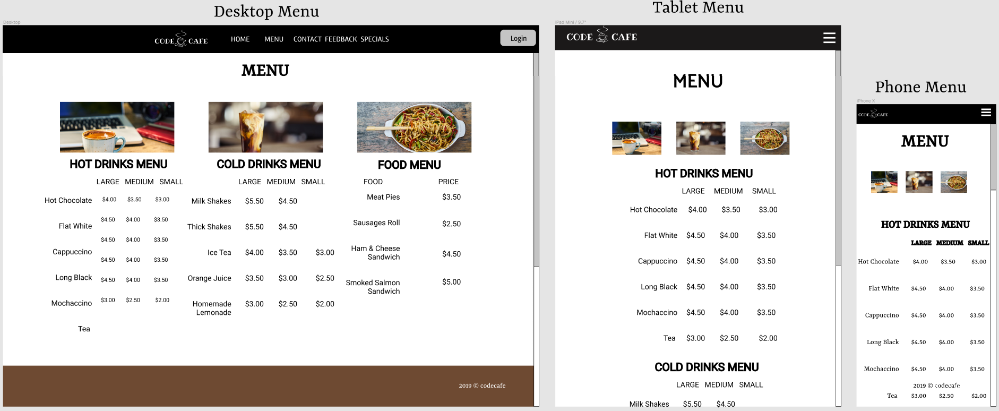 Desktop Menu
Desktop
CODE CAFE
HOME MENU CONTACT FEEDBACK SPECIALS
Login
MENU
HOT DRINKS MENU
LARGE MEDIUM SMALL
Hot Chocolate $4.00 $3.50 $3.00
$4.50 $4.00 $3.50
Flat White
$4.50 $4.00 $3.50
Cappuccino
$4.50 $4.00 $3.50
Long Black
$4.50 $4.00 $3.50
Mochaccino
$3.00 $2.50 $2.00
Tea
COLD DRINKS MENU
LARGE MEDIUM SMALL
Milk Shakes $5.50 $4.50
Thick Shakes $5.50 $4.50
Ice Tea $4.00 $3.50 $3.00
Orange Juice $3.50 $3.00 $2.50
Homemade $3.00 $2.50 $2.00
Lemonade
FOOD MENU
FOOD PRICE
Meat Pies $3.50
Sausages Roll $2.50
Ham & Cheese
Sandwich $4.50
Smoked Salmon $5.00
Sandwich
2019 © codecafe
Tablet Menu
iPad Mini / 9.7"
CODE CAFE
MENU
HOT DRINKS MENU
LARGE MEDIUM SMALL
Hot Chocolate $4.00 $3.50 $3.00
Flat White $4.50 $4.00 $3.50
Cappuccino $4.50 $4.00 $3.50
Long Black $4.50 $4.00 $3.50
Mochaccino $4.50 $4.00 $3.50
Tea $3.00 $2.50 $2.00
COLD DRINKS MENU
LARGE MEDIUM SMALL
Milk Shakes $5.50 $4.50
Phone Menu
iPhone X
CODE CAFE
MENU
HOT DRINKS MENU
LARGE MEDIUM SMALL
Hot Chocolate $4.00 $3.50 $3.00
Flat White $4.50 $4.00 $3.50
Cappuccino $4.50 $4.00 $3.50
Long Black $4.50 $4.00 $3.50
Mochaccino $4.50 $4.00 $3.50
2019 © codecafe
Tea $3.00 $2.50 $2.00